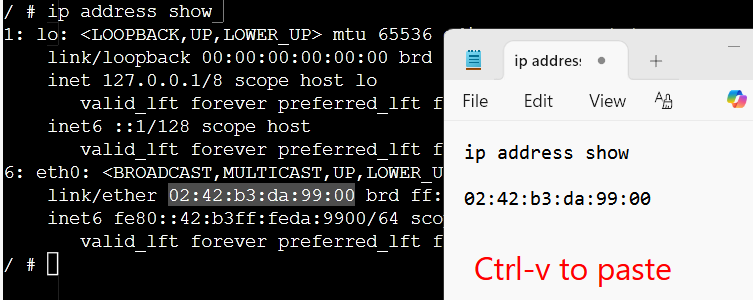 / # ip address show
1: lo: <LOOPBACK,UP,LOWER_UP> mtu 65536
link/loopback 00:00:00:00:00:00 brd
inet 127.0.0.1/8 scope host lo
valid_lft forever preferred_lft f
inet6 ::1/128 scope host
valid_lft forever preferred_lft f
6: eth0: <BROADCAST,MULTICAST,UP,LOWER_U
link/ether 02:42:b3:da:99:00 brd ff:
inet6 fe80::42:b3ff:feda:9900/64 sco
valid_lft forever preferred_lft f
/ #
ip addres
File Edit View
ip address show
02:42:b3:da:99:00
Ctrl-v to paste